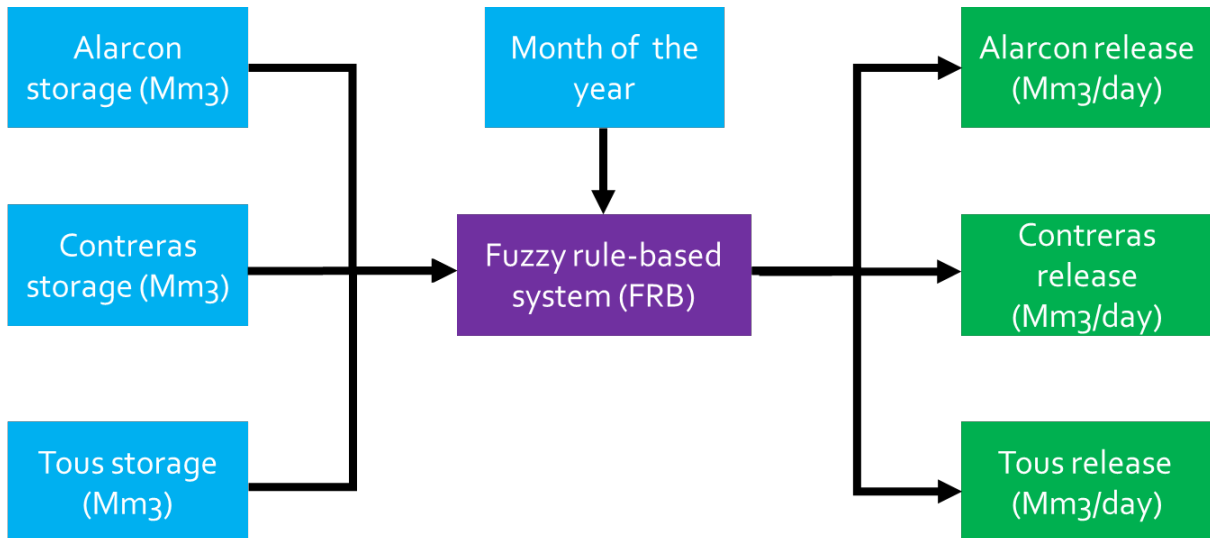 Alarcon
storage (Mm3)
Month of the
year
Alarcon release
(Mm3/day)
Contreras
storage (Mm3)
Fuzzy rule-based
system (FRB)
Contreras
release
(Mm3/day)
Tous storage
(Mm3)
Tous release
(Mm3/day)